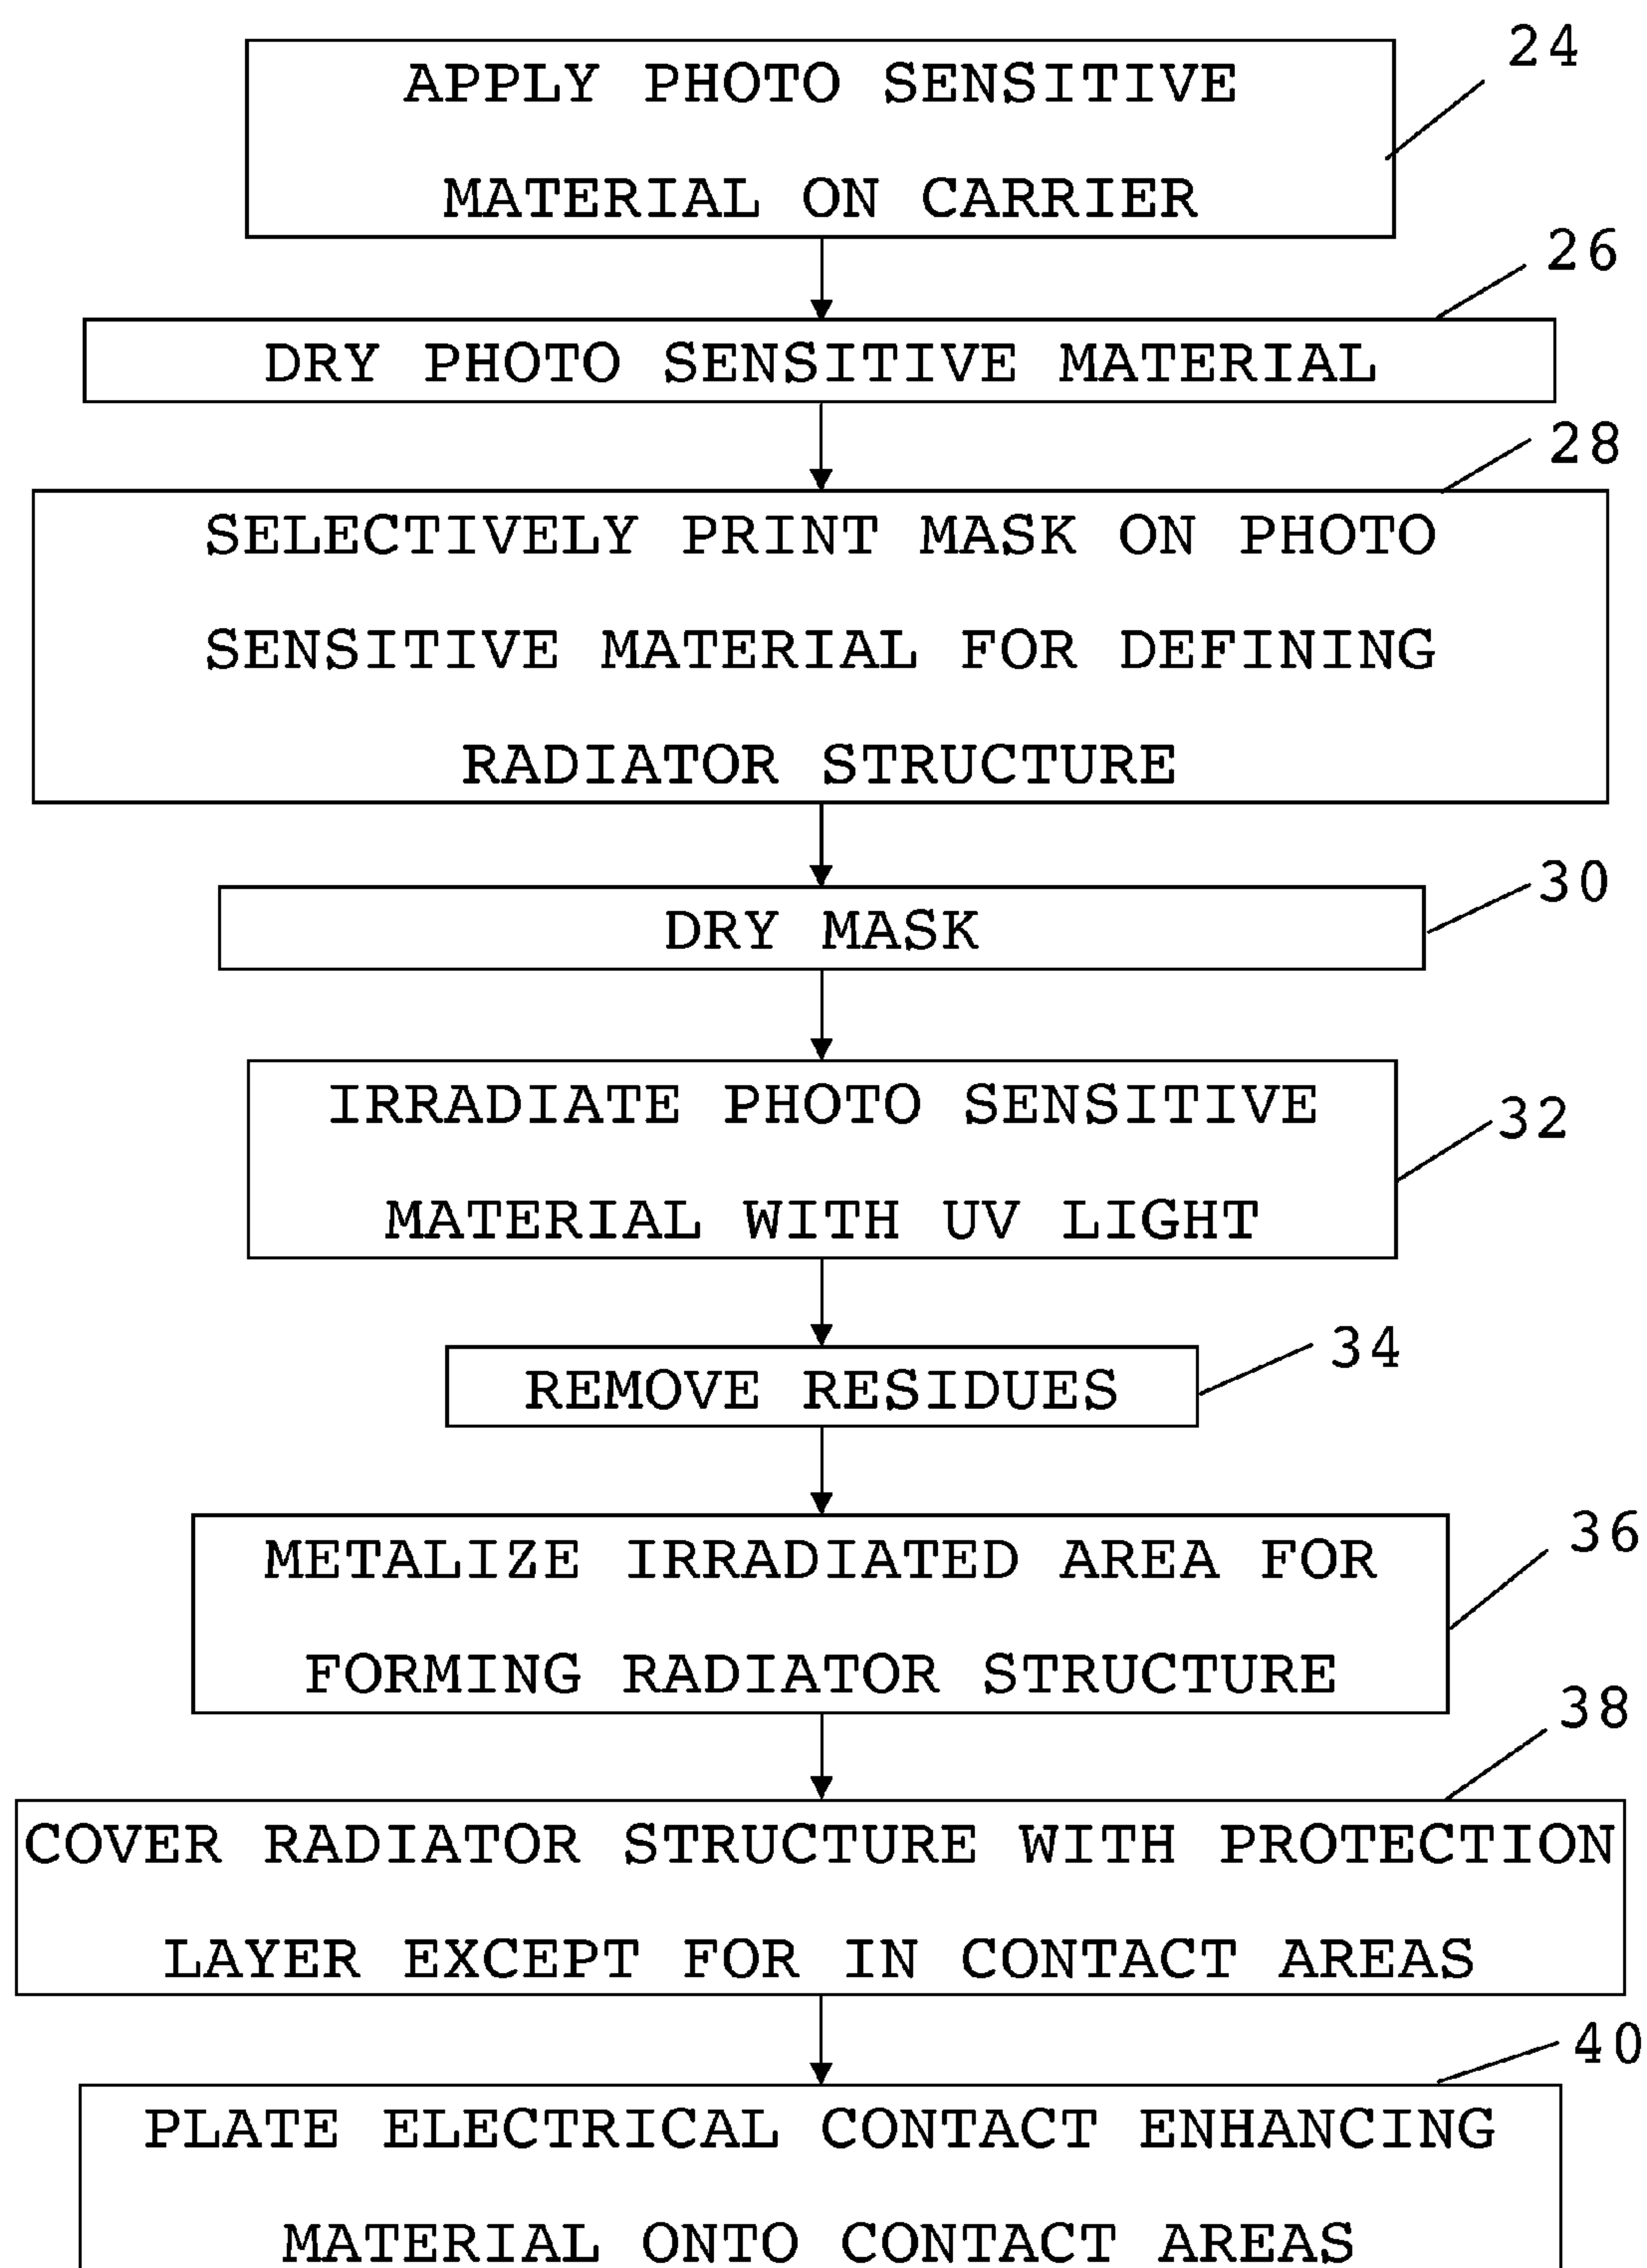 24
APPLY PHOTO SENSITIVE
MATERIAL ON CARRIER
26
DRY PHOTO SENSITIVE MATERIAL
28
SELECTIVELY PRINT MASK ON PHOTO
SENSITIVE MATERIAL FOR DEFINING
RADIATOR STRUCTURE
30
DRY MASK
32
IRRADIATE PHOTO SENSITIVE
MATERIAL WITH UV LIGHT
34
REMOVE RESIDUES
36
METALIZE IRRADIATED AREA FOR
FORMING RADIATOR STRUCTURE
38
COVER RADIATOR STRUCTURE WITH PROTECTION
LAYER EXCEPT FOR IN CONTACT AREAS
40
PLATE ELECTRICAL CONTACT ENHANCING
MATERIAL ONTO CONTACT AREAS